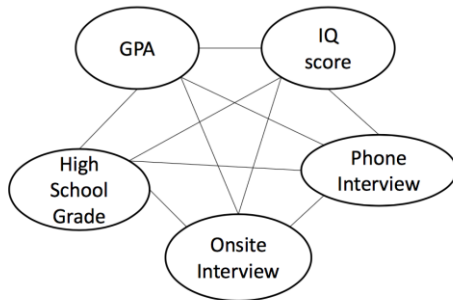 GPA
IQ
score
High
School
Grade
Phone
Interview
Onsite
Interview